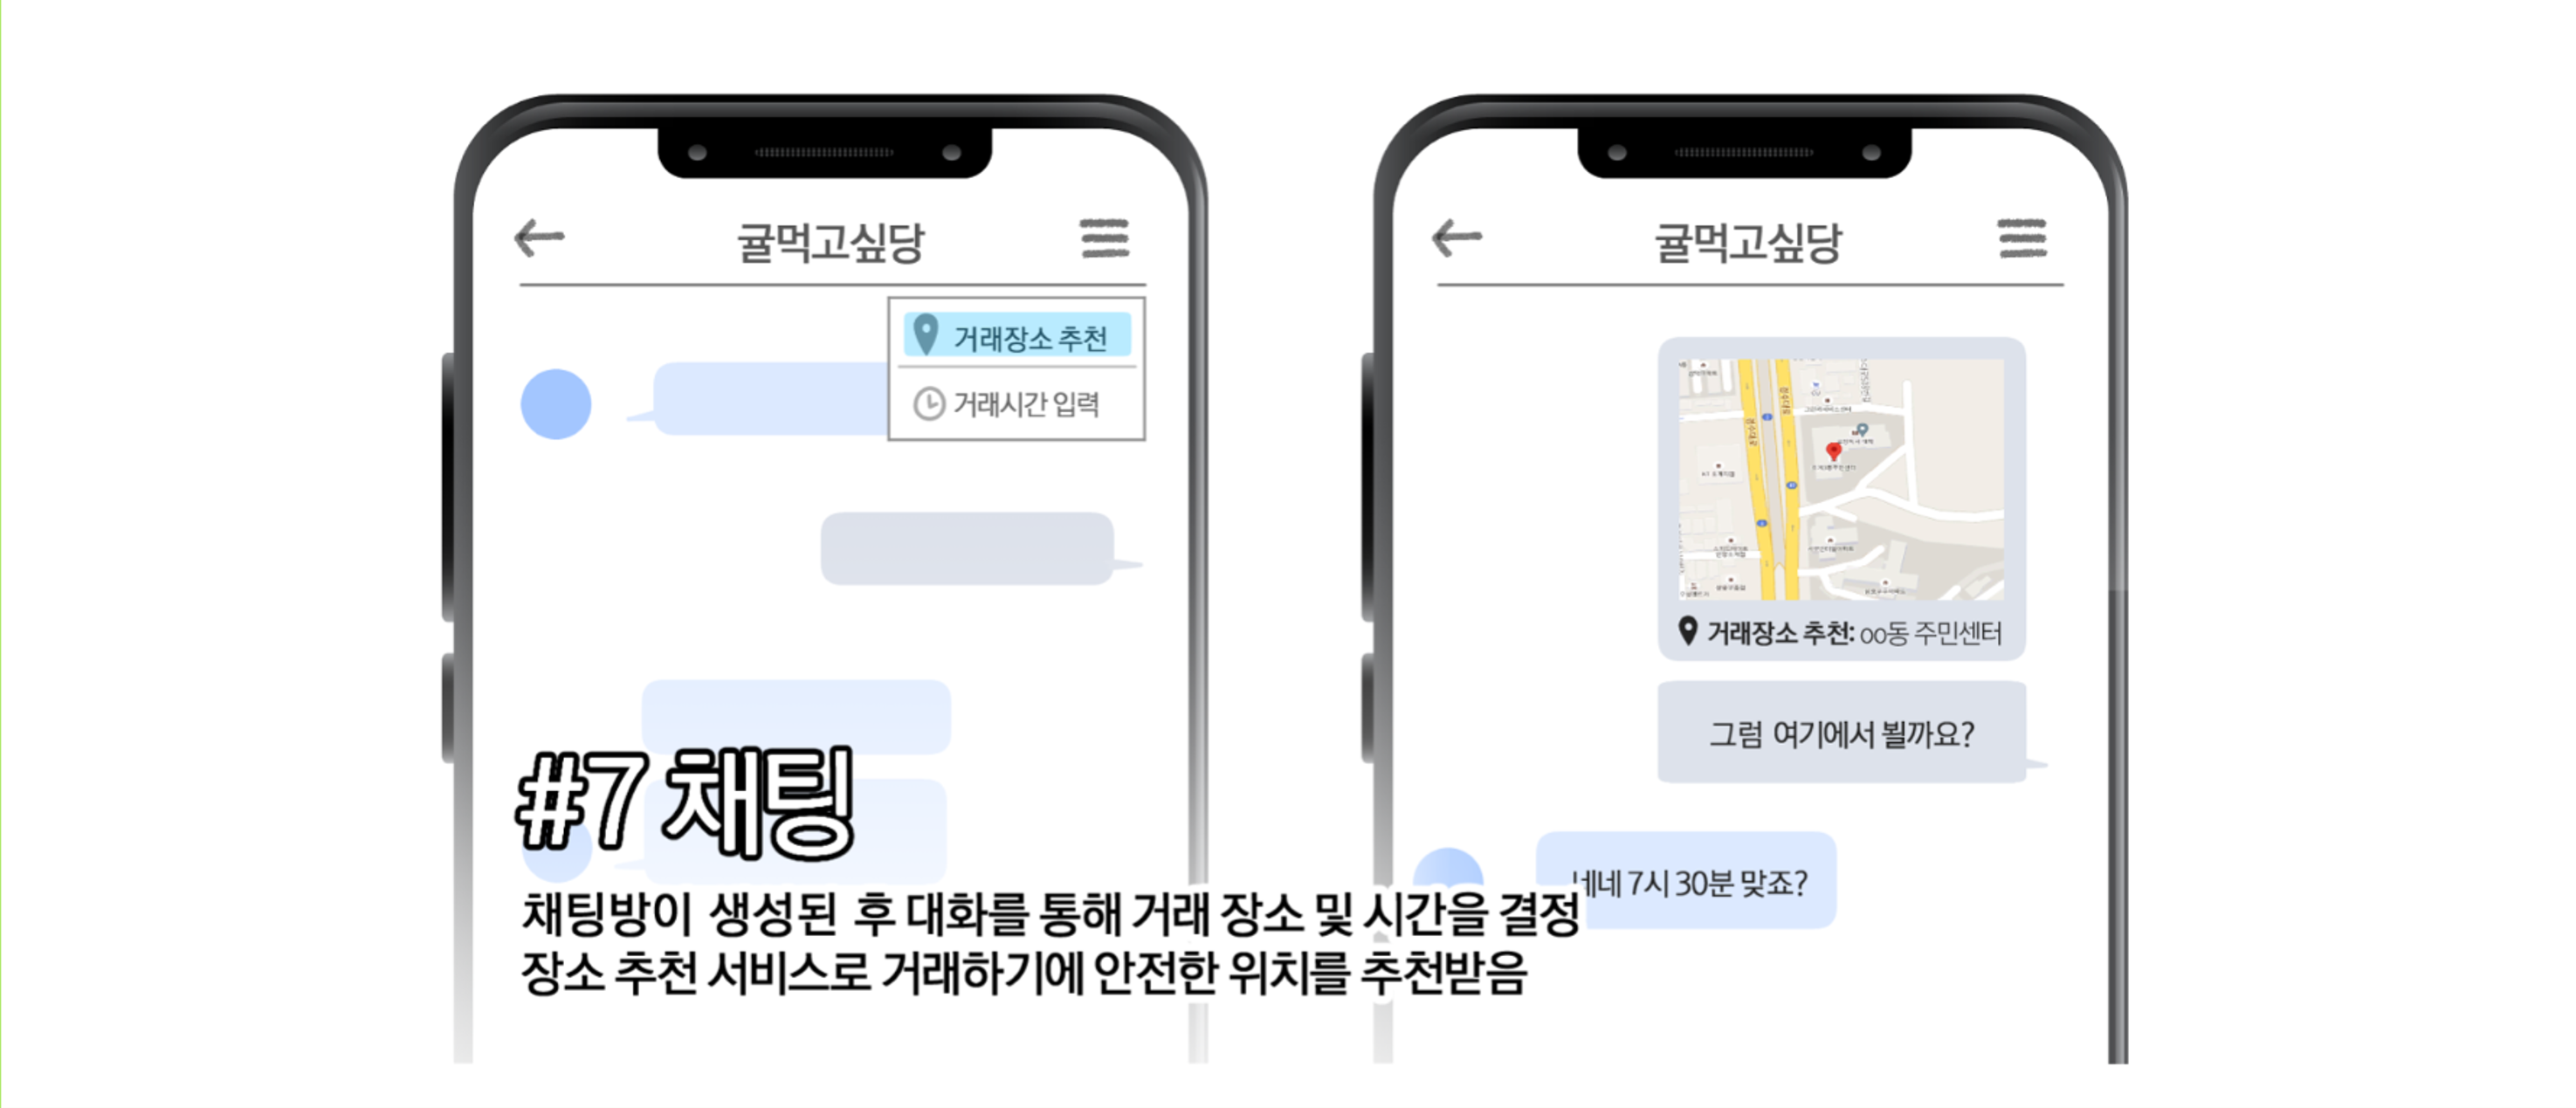 귤먹고싶당
거래장소 추천
거래시간 입력
#7 채팅
채팅방이 생성된 후 대화를 통해 거래 장소 및 시간을 결정
장소 추천 서비스로 거래하기에 안전한 위치를 추천받음
귤먹고싶당
거래장소 추천: oo동 주민센터
그럼 여기에서 뵐까요?
네네 7시 30분 맞죠?